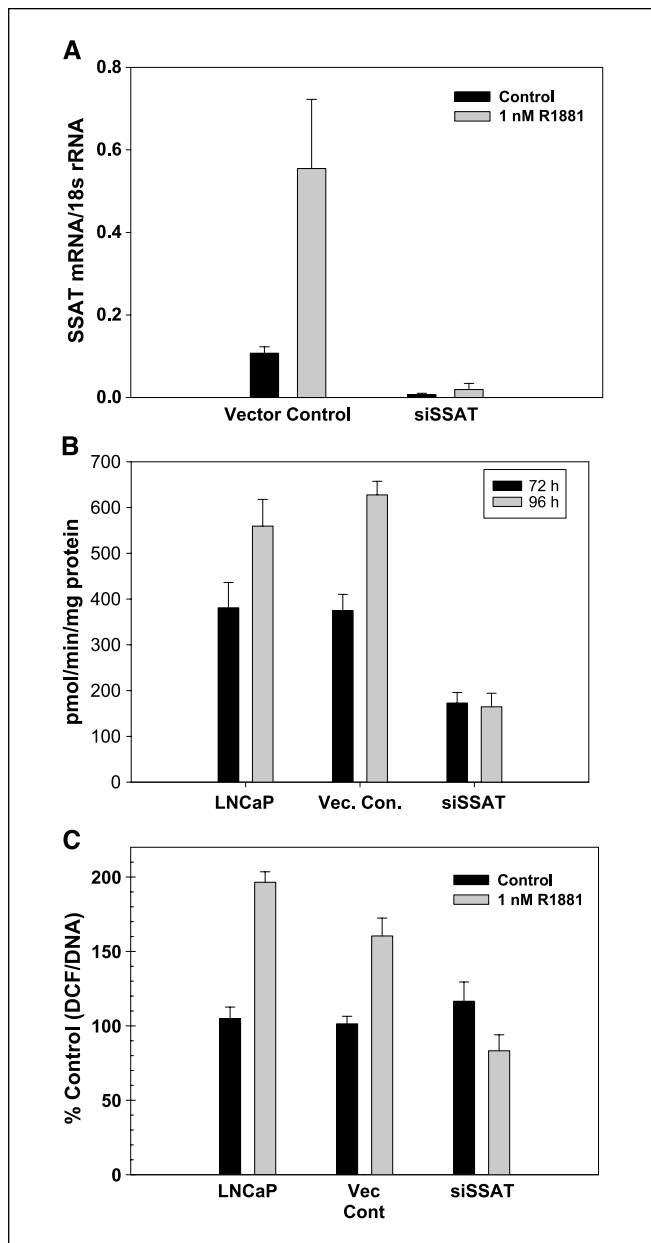 A
SSAT mRNA/18s rRNA
0.8
0.6
0.4
0.2
0.0
Control
1 nM R1881
Vector Control
siSSAT
B
pmol/min/mg protein
700
600
500
400
300
200
100
0
72 h
96 h
LNCaP
Vec. Con.
siSSAT
C
% Control (DCF/DNA)
200
150
100
50
0
Control
1 nM R1881
LNCaP
Vec
Cont
siSSAT